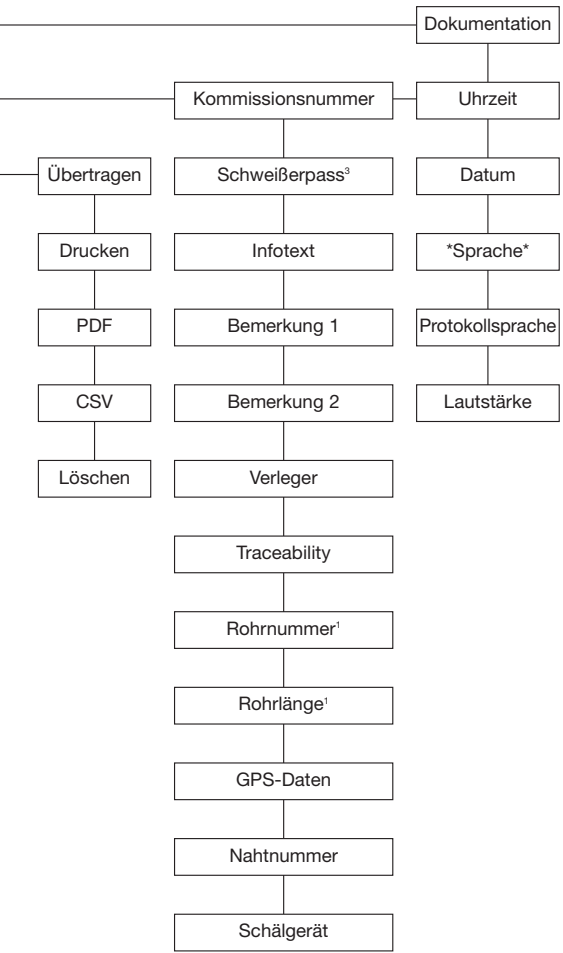 Dokumentation
Kommissionsnummer
Uhrzeit
Übertragen
Schweißerpass³
Datum
Drucken
Infotext
*Sprache*
PDF
Bemerkung 1
Protokollsprache
CSV
Bemerkung 2
Lautstärke
Löschen
Verleger
Traceability
Rohrnummer¹
Rohrlänge¹
GPS-Daten
Nahtnummer
Schälgerät